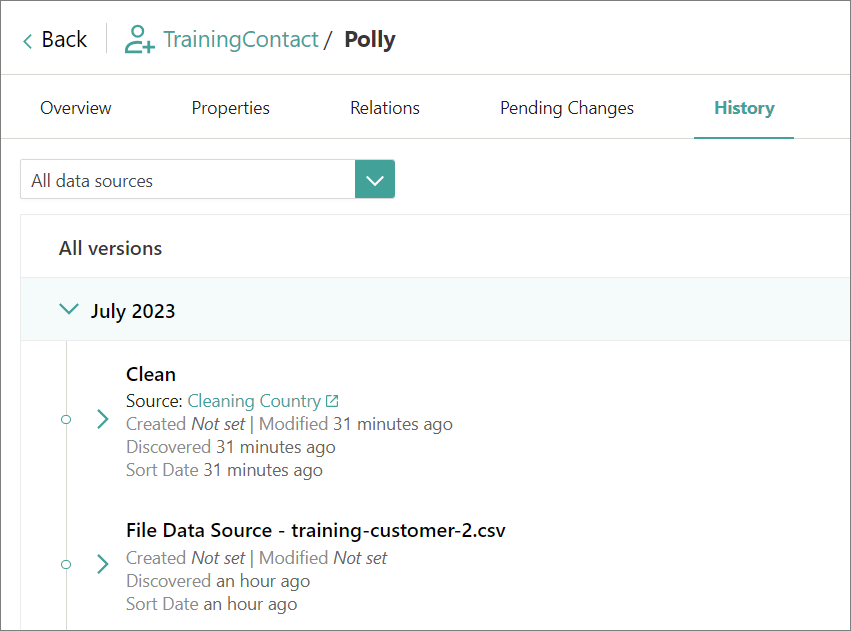 Back TrainingContact / Polly
Overview Properties Relations Pending Changes History
All data sources
All versions
July 2023
Clean
Source: Cleaning Country
Created Not set | Modified 31 minutes ago
Discovered 31 minutes ago
Sort Date 31 minutes ago
File Data Source - training-customer-2.csv
Created Not set | Modified Not set
Discovered an hour ago
Sort Date an hour ago